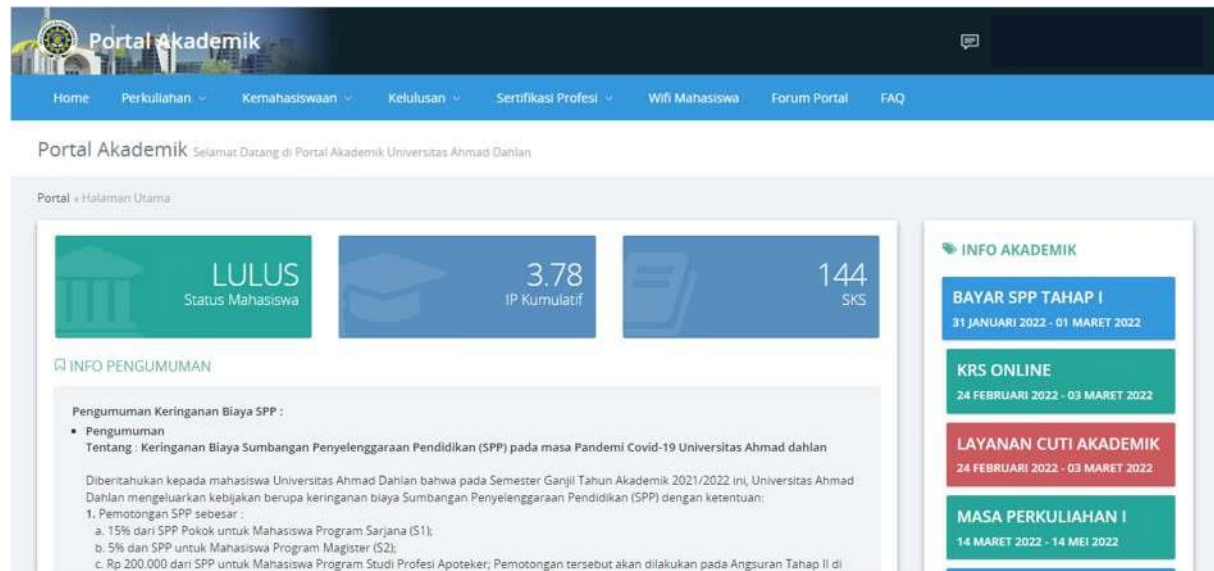 Portal Akademik
Home Perkuliahan Kemahasiswaan Kelulusan Sertifikasi Profesi Wifi Mahasiswa Forum Portal FAQ
Portal Akademik Selamat Datang di Portal Akademik Universitas Ahmad Dahlan
Portal » Halaman Utama
LULUS
Status Mahasiswa
3.78
IP Kumulatif
144
SKS
INFO PENGUMUMAN
Pengumuman Keringanan Biaya SPP :
• Pengumuman
Tentang : Keringanan Biaya Sumbangan Penyelenggaraan Pendidikan (SPP) pada masa Pandemi Covid-19 Universitas Ahmad dahlan
Diberitahukan kepada mahasiswa Universitas Ahmad Dahlan bahwa pada Semester Ganjil Tahun Akademik 2021/2022 ini, Universitas Ahmad
Dahlan mengeluarkan kebijakan berupa keringanan biaya Sumbangan Penyelenggaraan Pendidikan (SPP) dengan ketentuan:
1. Pemotongan SPP sebesar :
a. 15% dari SPP Pokok untuk Mahasiswa Program Sarjana (S1);
b. 5% dan SPP untuk Mahasiswa Program Magister (S2);
c. Rp 200.000 dari SPP untuk Mahasiswa Program Studi Profesi Apoteker; Pemotongan tersebut akan dilakukan pada Angsuran Tahap II di
INFO AKADEMIK
BAYAR SPP TAHAP I
31 JANUARI 2022 - 01 MARET 2022
KRS ONLINE
24 FEBRUARI 2022 - 03 MARET 2022
LAYANAN CUTI AKADEMIK
24 FEBRUARI 2022 - 03 MARET 2022
MASA PERKULIAHAN I
14 MARET 2022 - 14 MEI 2022